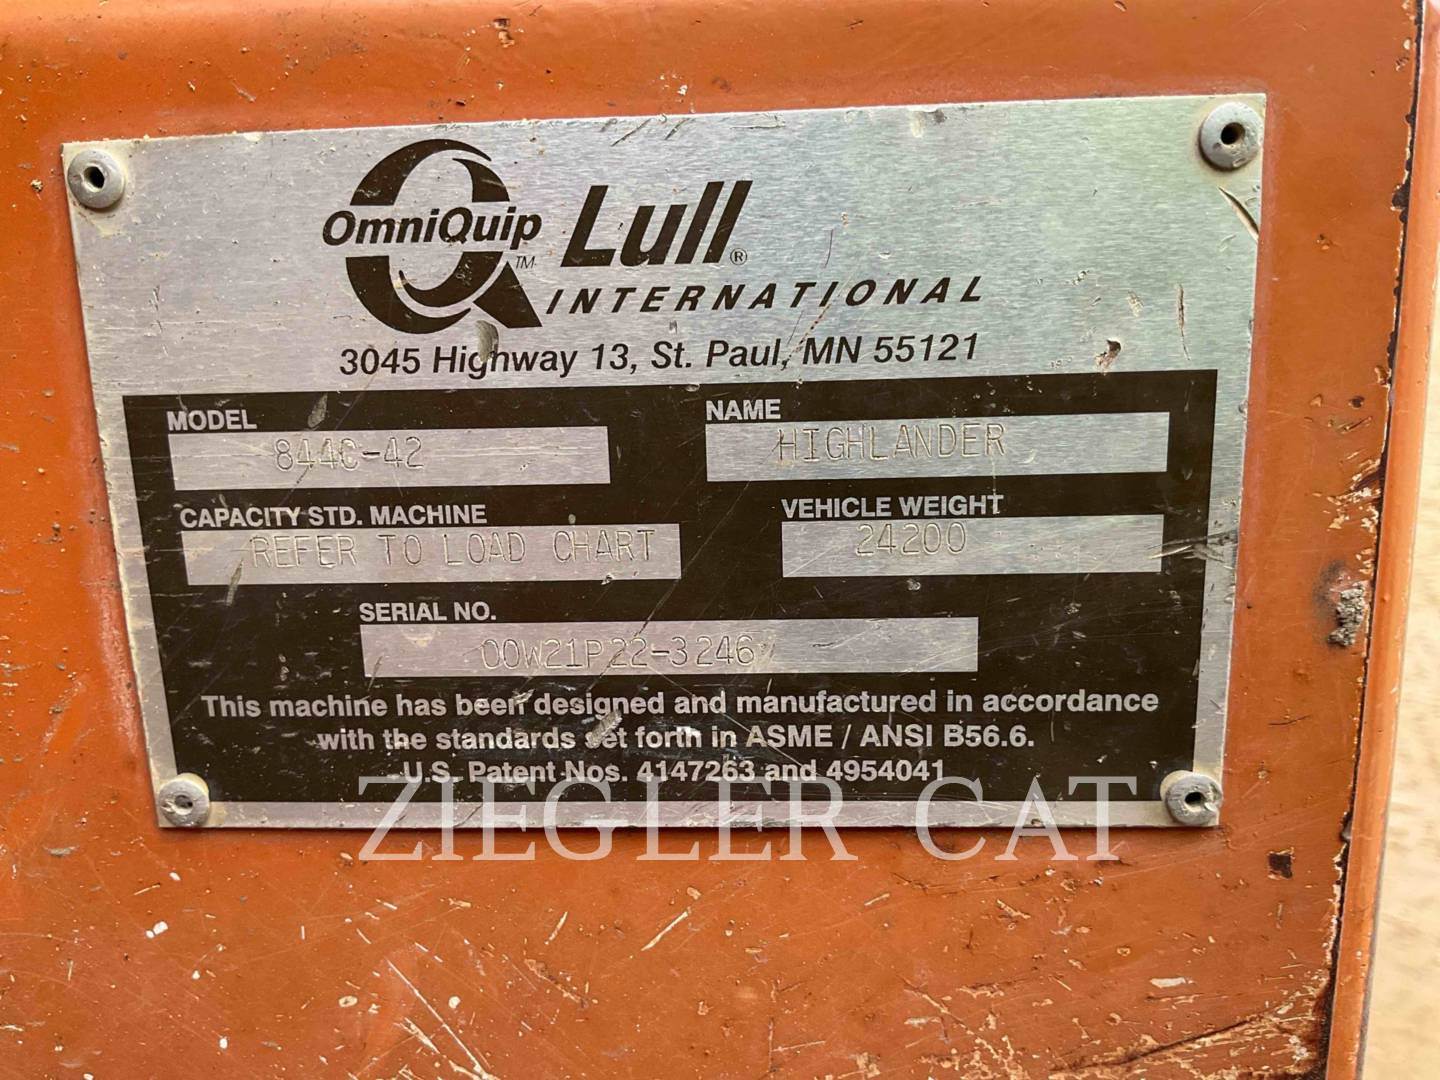 OmniQuip™ Lull®
INTERNATIONAL
3045 Highway 13, St. Paul, MN 55121
MODEL
844C-42
NAME
HIGHLANDER
CAPACITY STD. MACHINE
REFER TO LOAD CHART
VEHICLE WEIGHT
24200
SERIAL NO.
00W21P22-3246
This machine has been designed and manufactured in accordance
with the standards set forth in ASME / ANSI B56.6.
U.S. Patent Nos. 4147263 and 4954041
ZIEGLER CAT